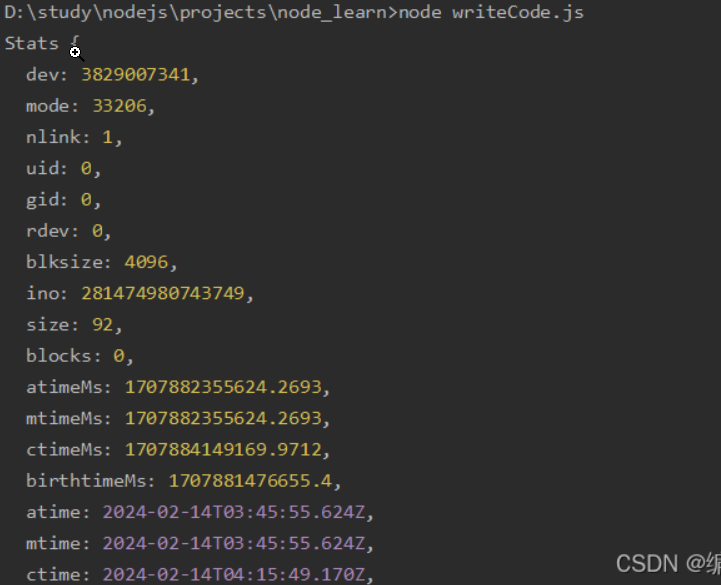 D:\study\nodejs\projects\node_learn>node writeCode.js
Stats {
dev: 3829007341,
mode: 33206,
nlink: 1,
uid: 0,
gid: 0,
rdev: 0,
blksize: 4096,
ino: 281474980743749,
size: 92,
blocks: 0,
atimeMs: 1707882355624.2693,
mtimeMs: 1707882355624.2693,
ctimeMs: 1707884149169.9712,
birthtimeMs: 1707881476655.4,
atime: 2024-02-14T03:45:55.624Z,
mtime: 2024-02-14T03:45:55.624Z,
ctime: 2024-02-14T04:15:49.170Z,
CSDN @编